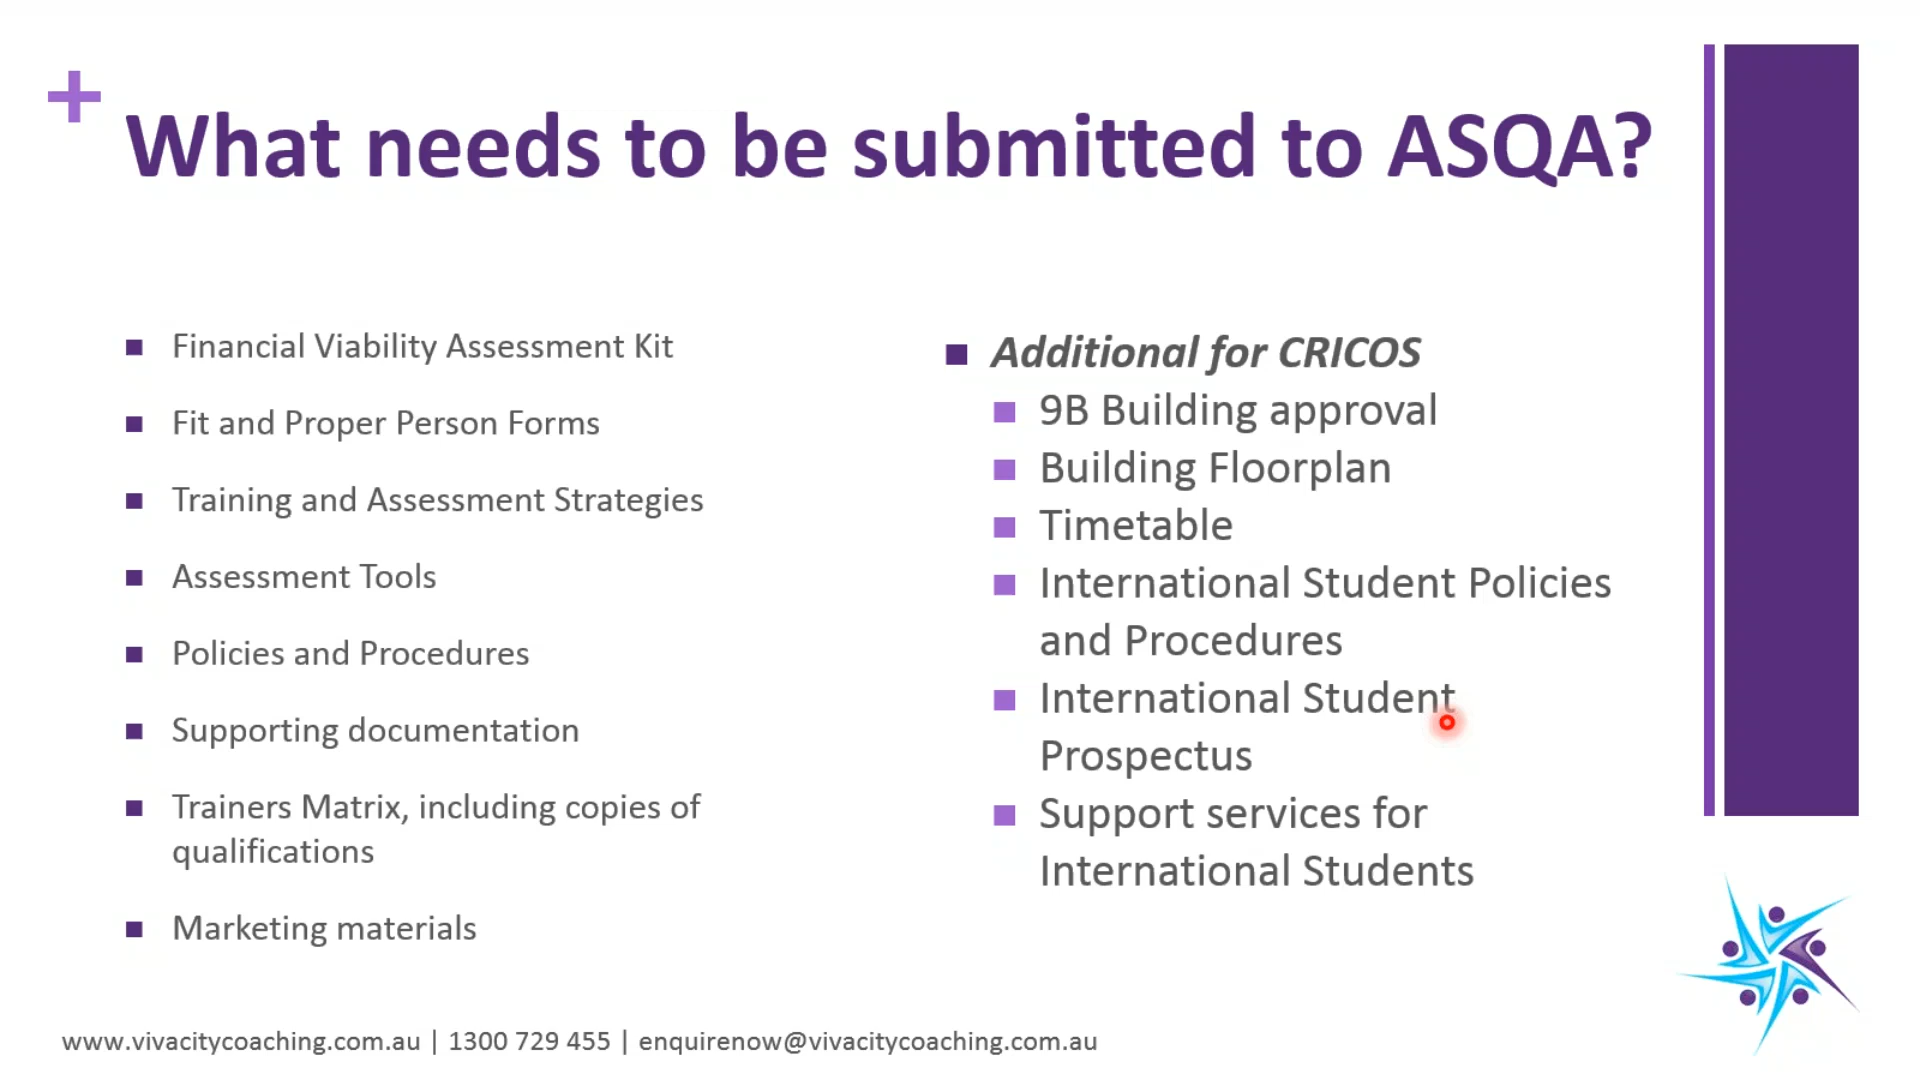 What needs to be submitted to ASQA?
Financial Viability Assessment Kit
Fit and Proper Person Forms
Training and Assessment Strategies
Assessment Tools
Policies and Procedures
Supporting documentation
Trainers Matrix, including copies of
qualifications
Marketing materials
Additional for CRICOS
9B Building approval
Building Floorplan
Timetable
International Student Policies
and Procedures
International Student
Prospectus
Support services for
International Students
www.vivacitycoaching.com.au | 1300 729 455 | enquirenow@vivacitycoaching.com.au